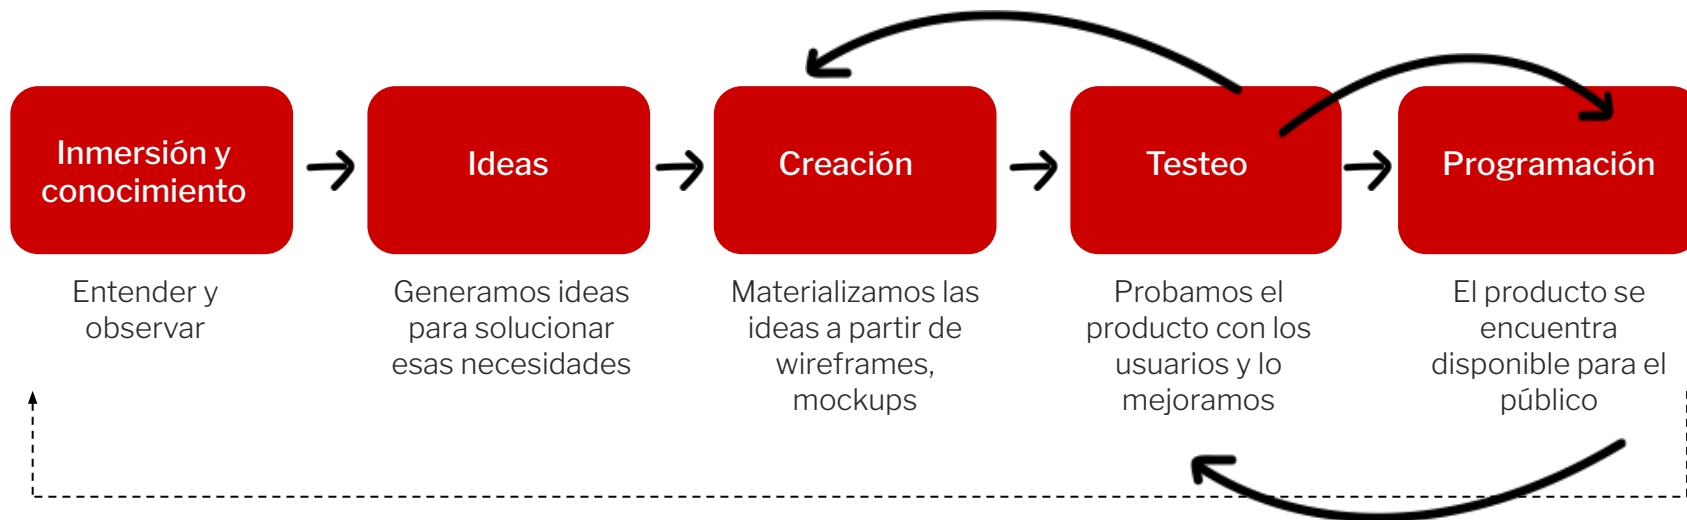 Inmersión y
conocimiento
Ideas
Creación
Testeo
Programación
Entender y
observar
Generamos ideas
para solucionar
esas necesidades
Materializamos las
ideas a partir de
wireframes,
mockups
Probamos el
producto con los
usuarios y lo
mejoramos
El producto se
encuentra
disponible para el
público